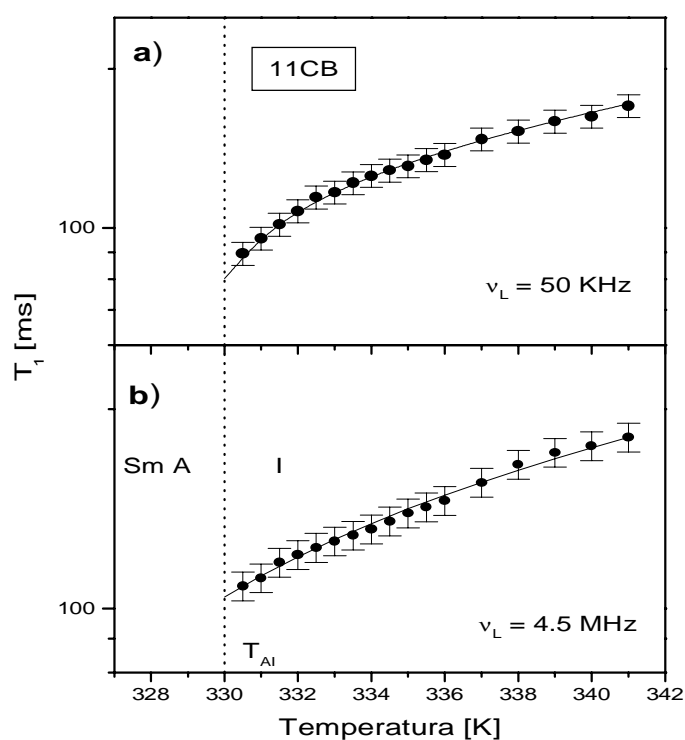 a)
11CB
100
ν_L = 50 KHz
T_1 [ms]
b)
Sm A
I
100
ν_L = 4.5 MHz
T_AI
328 330 332 334 336 338 340 342
Temperatura [K]